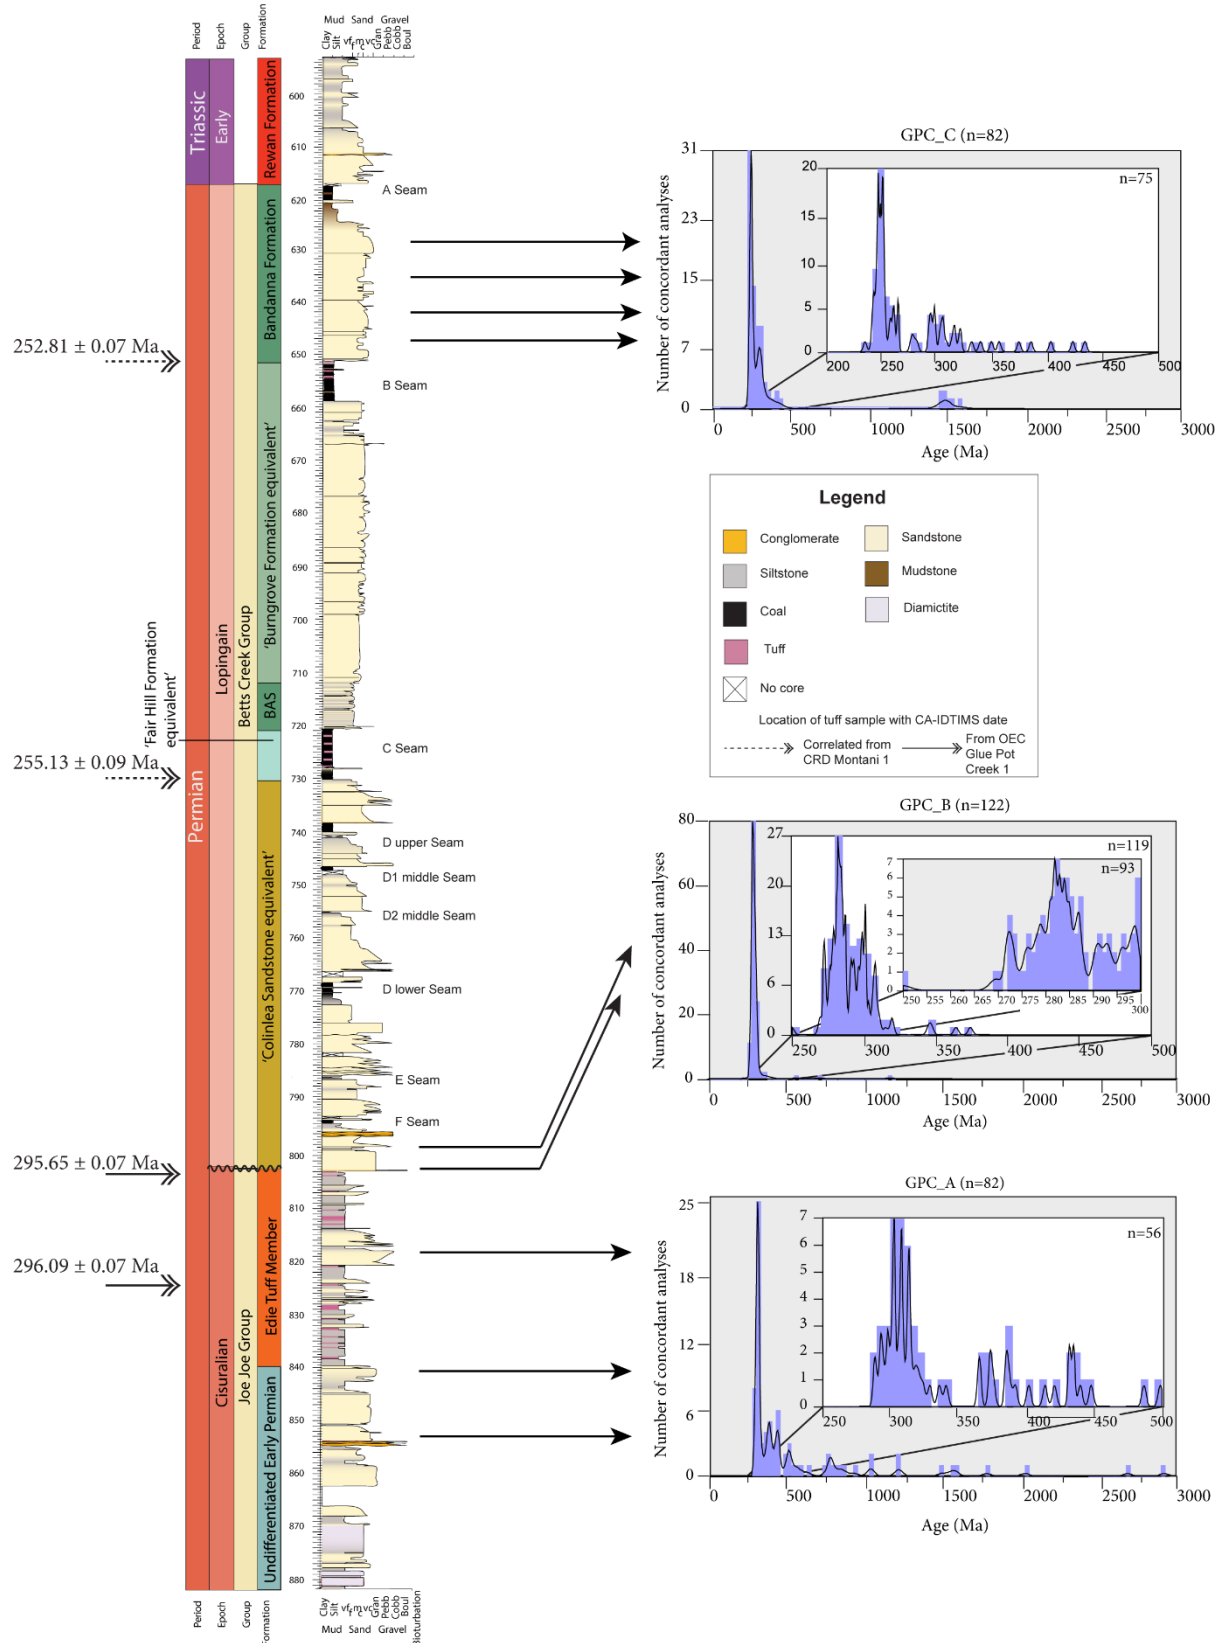 Period
Epoch
Group
Formation
Mud Sand Gravel
Clay
Silt
vf
f
m
c
vc
Gran
Pebb
Cobb
Boul
Triassic
Early
Rewan Formation
Permian
Lopingain
Cisuralian
Betts Creek Group
Joe Joe Group
Bandanna Formation
'Burngrove Formation equivalent'
BAS
'Fair Hill Formation
equivalent'
'Colinlea Sandstone equivalent'
Edie Tuff Member
Undifferentiated Early Permian
252.81 ± 0.07 Ma
255.13 ± 0.09 Ma
295.65 ± 0.07 Ma
296.09 ± 0.07 Ma
600
610
620
630
640
650
660
670
680
690
700
710
720
730
740
750
760
770
780
790
800
810
820
830
840
850
860
870
880
A Seam
B Seam
C Seam
D upper Seam
D1 middle Seam
D2 middle Seam
D lower Seam
E Seam
F Seam
Period
Epoch
Group
Formation
Clay
Silt
vf
f
m
c
vc
Gran
Pebb
Cobb
Boul
Bioturbation
Mud Sand Gravel
GPC_C (n=82)
Number of concordant analyses
31
23
15
7
0
n=75
20
15
10
5
0
200 250 300 350 400 450 500
0 500 1000 1500 2000 2500 3000
Age (Ma)
Legend
Conglomerate
Sandstone
Siltstone
Mudstone
Coal
Diamictite
Tuff
No core
Location of tuff sample with CA-IDTIMS date
Correlated from
CRD Montani 1
From OEC
Glue Pot
Creek 1
GPC_B (n=122)
Number of concordant analyses
80
60
40
20
0
n=119
27
20
13
6
0
n=93
7
6
5
4
3
2
1
0
250 255 260 265 270 275 280 285 290 295 300
250 300 350 400 450 500
0 500 1000 1500 2000 2500 3000
Age (Ma)
GPC_A (n=82)
Number of concordant analyses
25
18
12
6
0
n=56
7
6
5
4
3
2
1
0
250 300 350 400 450 500
0 500 1000 1500 2000 2500 3000
Age (Ma)